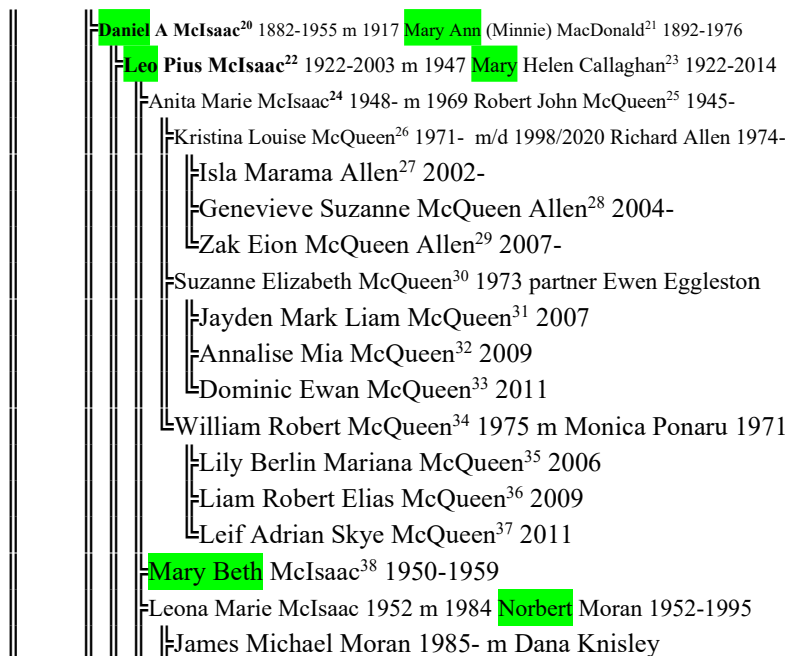 Daniel A McIsaac20 1882-1955 m 1917 Mary Ann (Minnie) MacDonald21 1892-1976
Leo Pius McIsaac22 1922-2003 m 1947 Mary Helen Callaghan23 1922-2014
Anita Marie McIsaac24 1948- m 1969 Robert John McQueen25 1945-
Kristina Louise McQueen26 1971- m/d 1998/2020 Richard Allen 1974-
Isla Marama Allen27 2002-
Genevieve Suzanne McQueen Allen28 2004-
Zak Eion McQueen Allen29 2007-
Suzanne Elizabeth McQueen30 1973 partner Ewen Eggleston
Jayden Mark Liam McQueen31 2007
Annalise Mia McQueen32 2009
Dominic Ewan McQueen33 2011
William Robert McQueen34 1975 m Monica Ponaru 1971
Lily Berlin Mariana McQueen35 2006
Liam Robert Elias McQueen36 2009
Leif Adrian Skye McQueen37 2011
Mary Beth McIsaac38 1950-1959
Leona Marie McIsaac 1952 m 1984 Norbert Moran 1952-1995
James Michael Moran 1985- m Dana Knisley